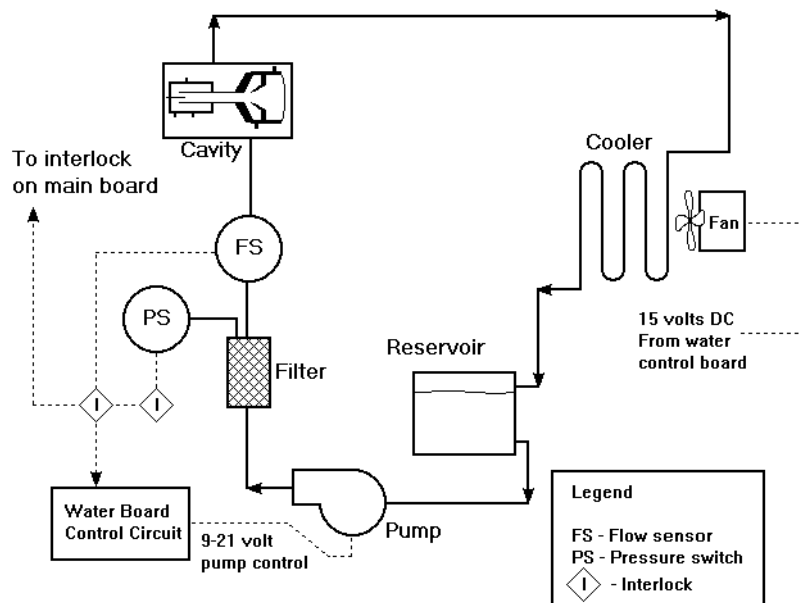 Cavity
To interlock
on main board
Cooler
Fan
FS
PS
15 volts DC
From water
control board
Reservoir
Filter
I
I
Water Board
Control Circuit
9-21 volt
pump control
Pump
Legend
FS - Flow sensor
PS - Pressure switch
I - Interlock